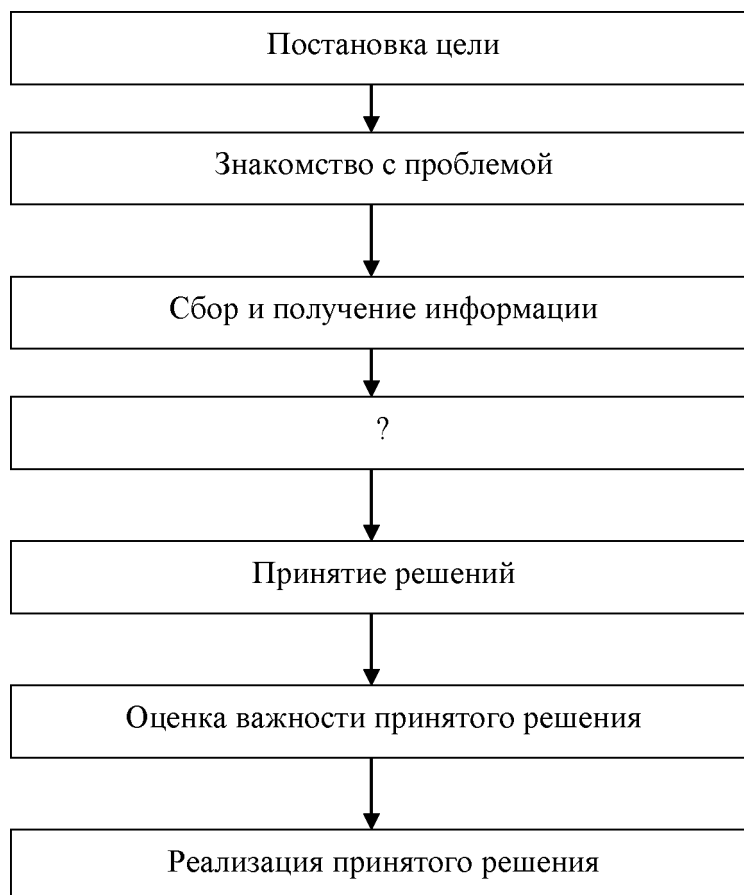 Постановка цели
Знакомство с проблемой
Сбор и получение информации
?
Принятие решений
Оценка важности принятого решения
Реализация принятого решения